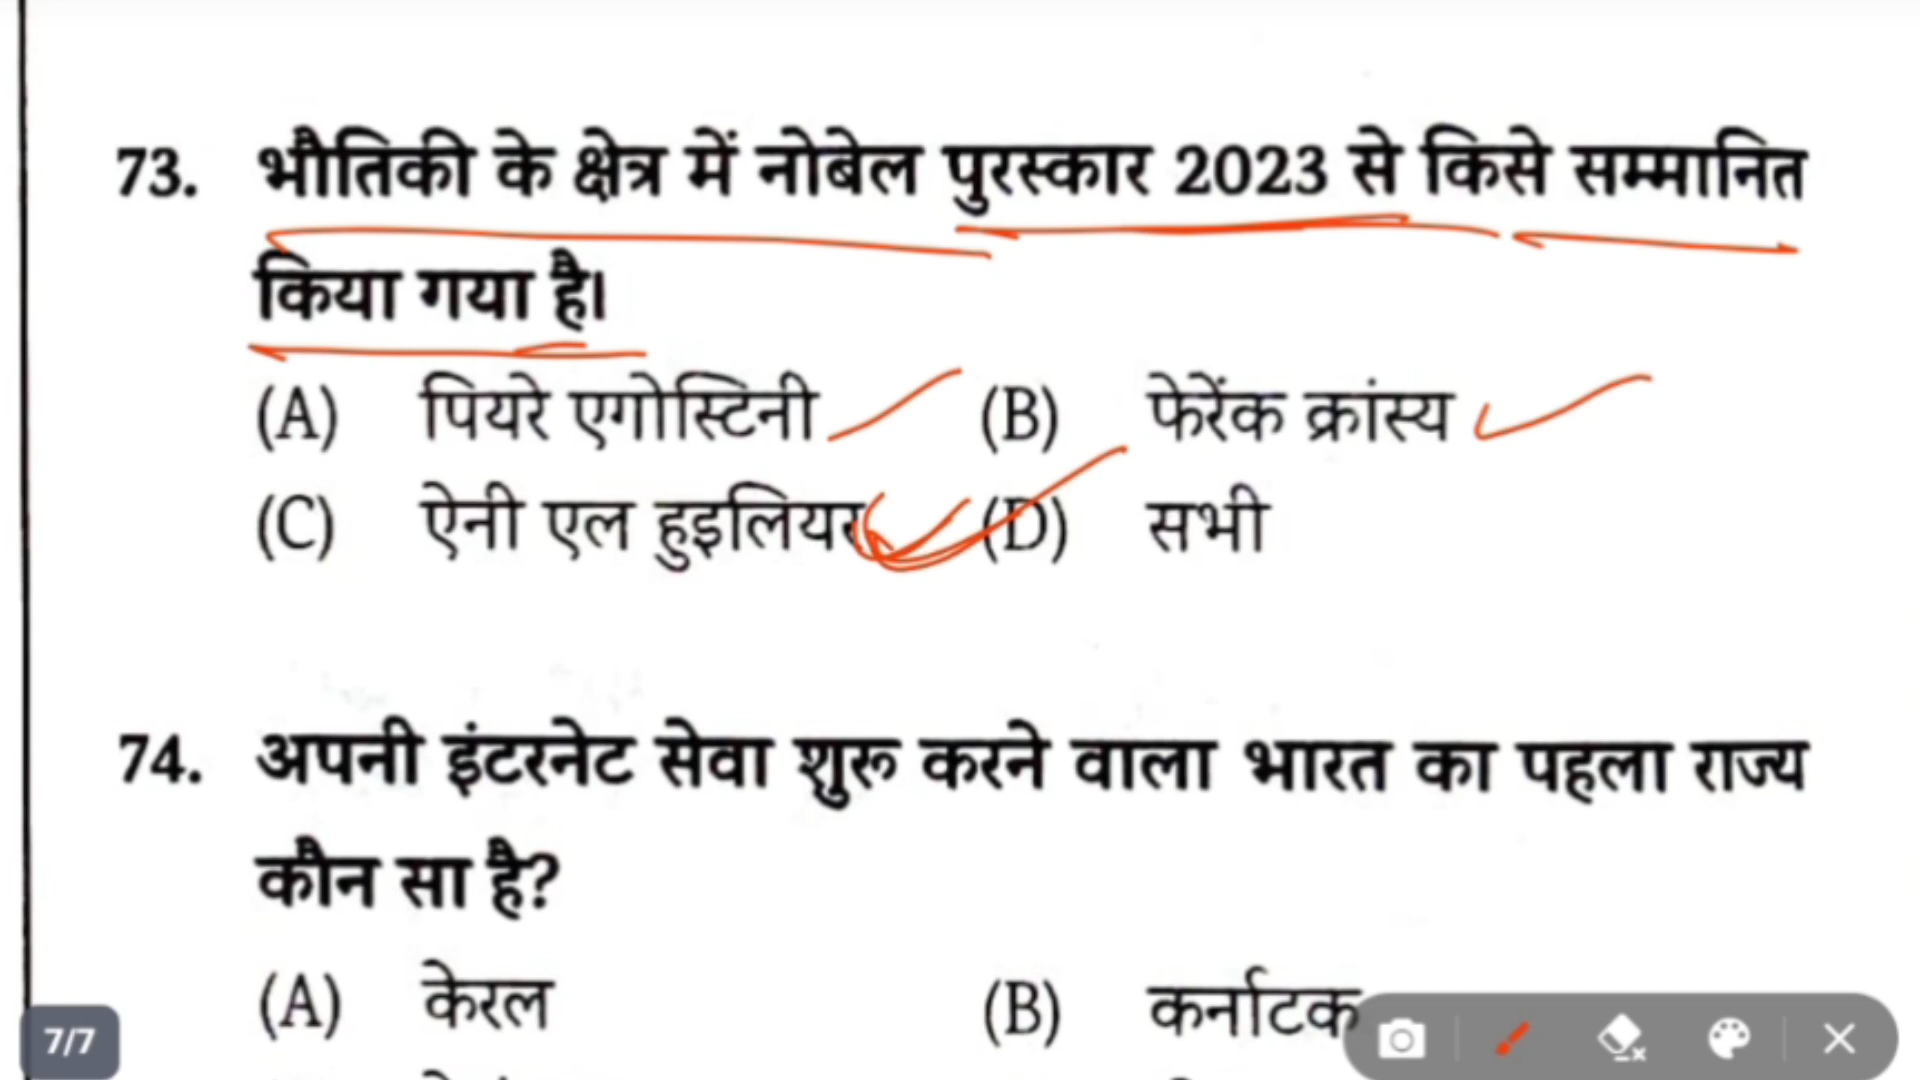 73. भौतिकी के क्षेत्र में नोबेल पुरस्कार 2023 से किसे सम्मानित
किया गया है।
(A) पियरे एगोस्टिनी (B) फेरेंक क्रांस्य
(C) ऐनी एल हुइलियर (D) सभी
74. अपनी इंटरनेट सेवा शुरू करने वाला भारत का पहला राज्य
कौन सा है?
(A) केरल (B) कर्नाटक
7/7